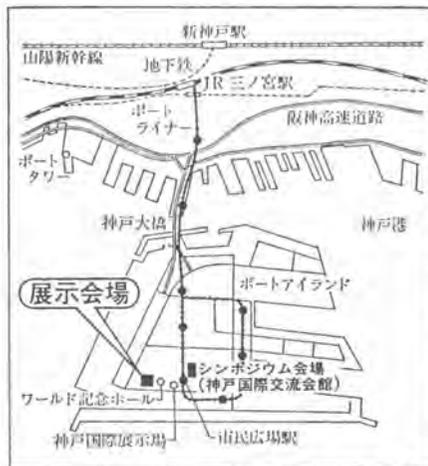 新神戸駅
山陽新幹線
地下鉄
JR 三ノ宮駅
ポートライナー
阪神高速道路
ポートタワー
神戸大橋
神戸港
ポートアイランド
展示会場
シンポジウム会場
(神戸国際交流会館)
ワールド記念ホール
神戸国際展示場
市民広場駅